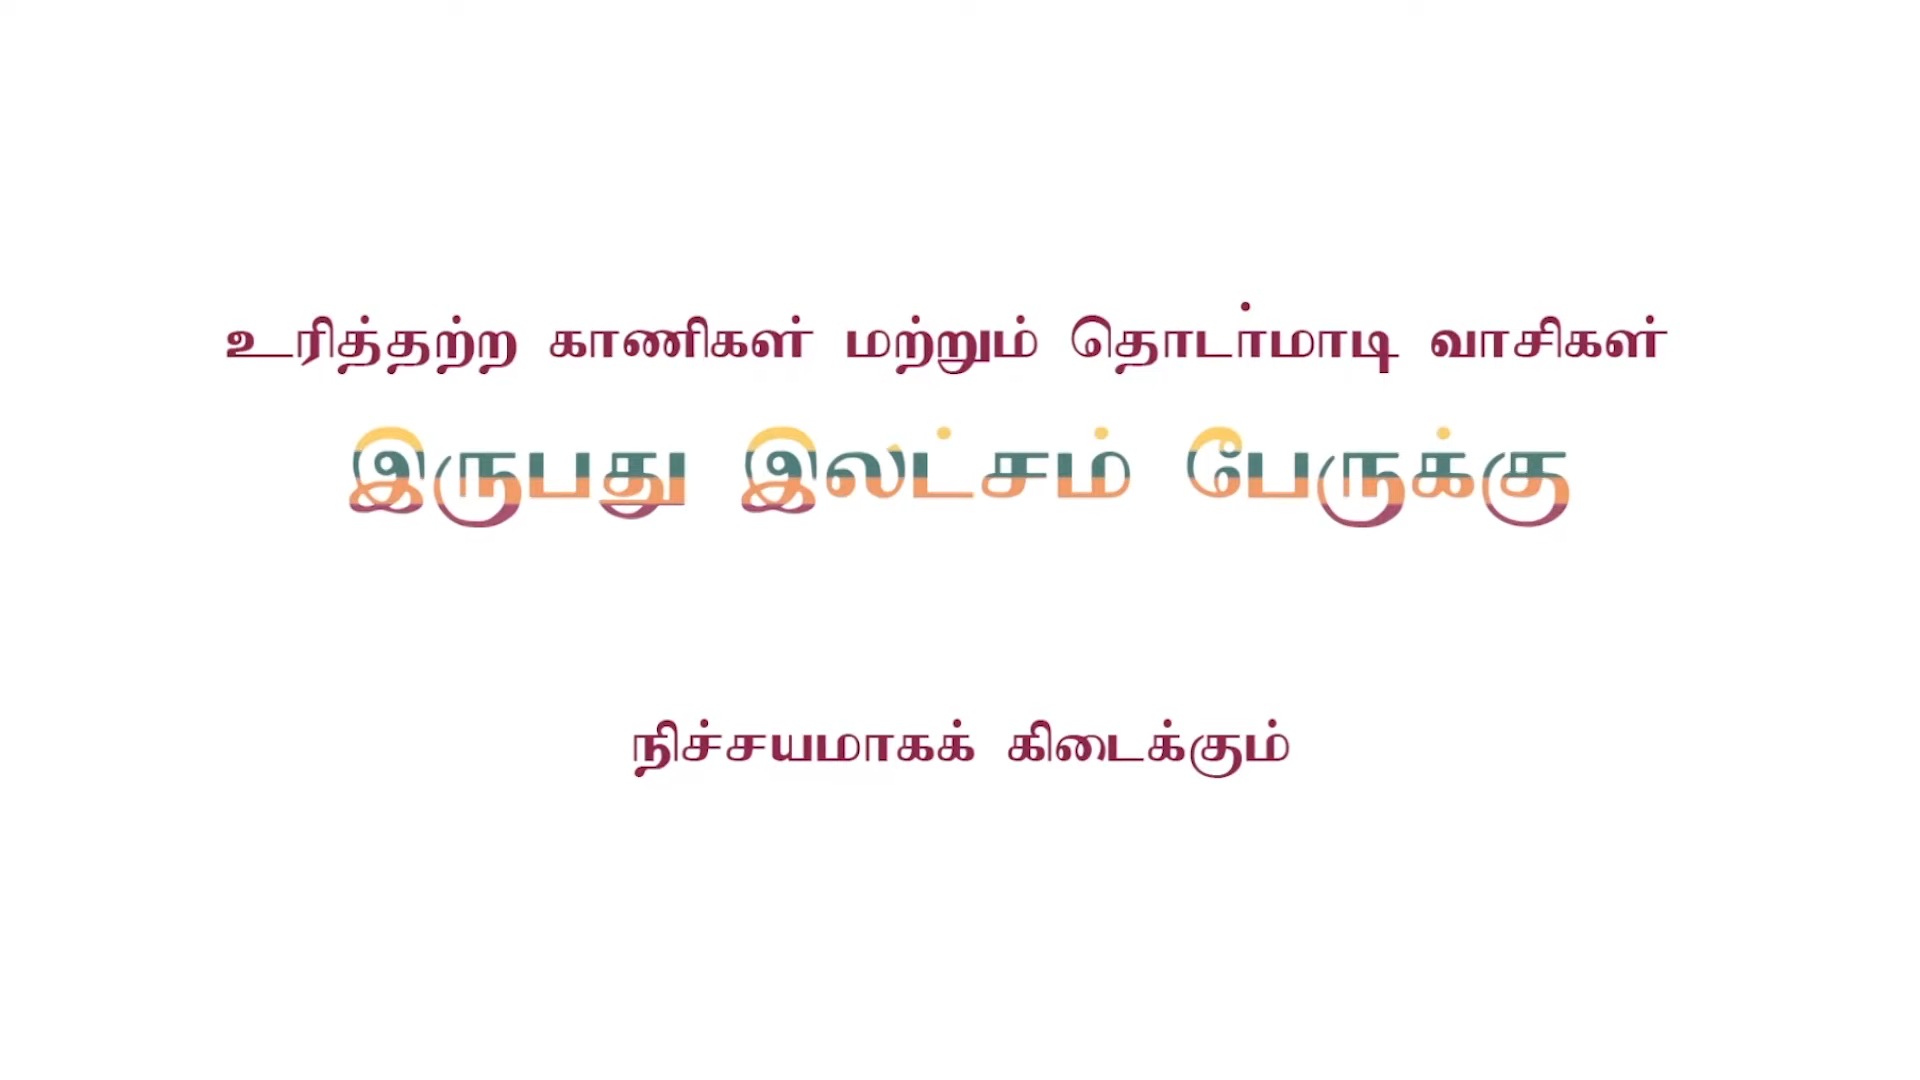 உரித்தற்ற காணிகள் மற்றும் தொடர்மாடி வாசிகள்
இருபது இலட்சம் பேருக்கு
நிச்சயமாகக் கிடைக்கும்